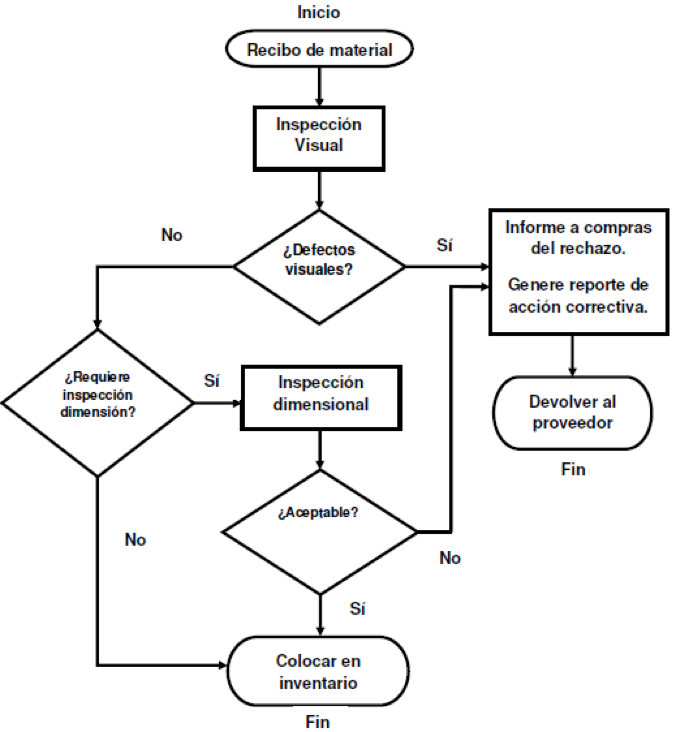 Inicio
Recibo de material
Inspección
Visual
¿Defectos
visuales?
No
Sí
Informe a compras
del rechazo.
Genere reporte de
acción correctiva.
¿Requiere
inspección
dimensión?
Sí
Inspección
dimensional
Devolver al
proveedor
Fin
¿Aceptable?
No
No
Sí
Colocar en
inventario
Fin